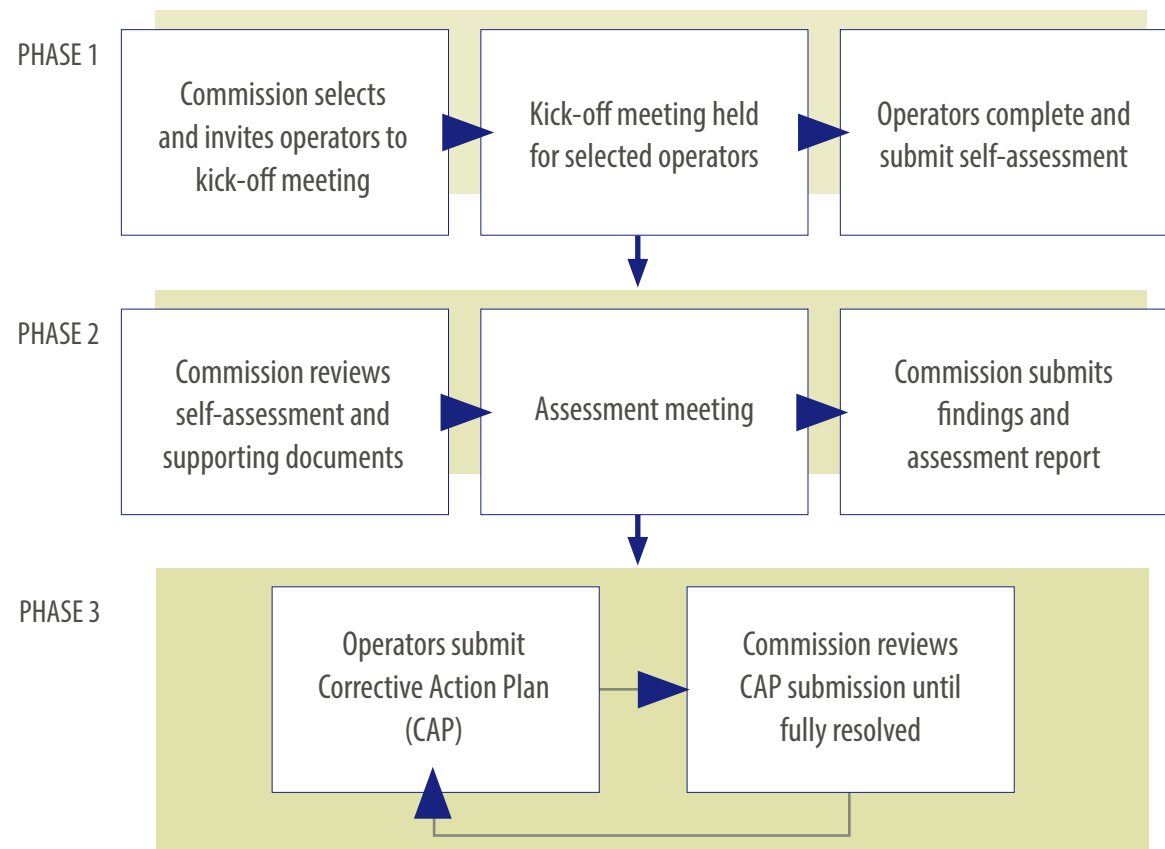 PHASE 1
Commission selects
and invites operators to
kick-off meeting
Kick-off meeting held
for selected operators
Operators complete and
submit self-assessment
PHASE 2
Commission reviews
self-assessment and
supporting documents
Assessment meeting
Commission submits
findings and
assessment report
PHASE 3
Operators submit
Corrective Action Plan
(CAP)
Commission reviews
CAP submission until
fully resolved